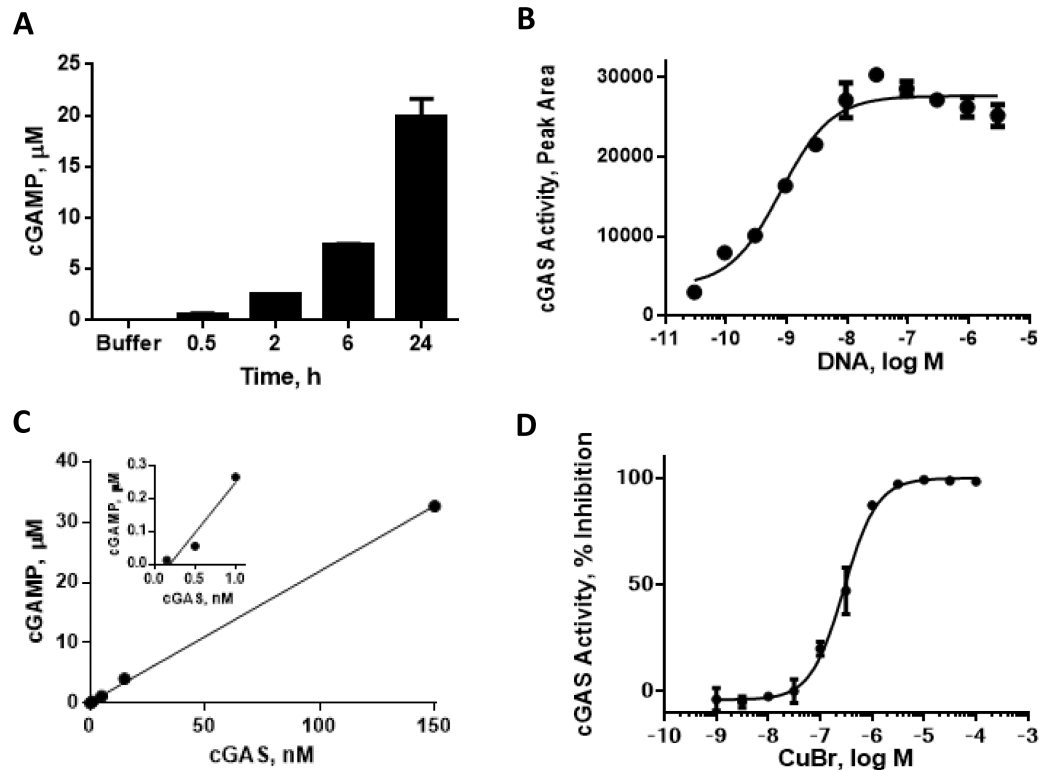 A
25
20
15
10
5
0
cGAMP, μM
Buffer 0.5 2 6 24
Time, h
B
30000
20000
10000
0
cGAS Activity, Peak Area
-11 -10 -9 -8 -7 -6 -5
DNA, log M
C
40
30
20
10
0
cGAMP, μM
0.3
0.2
0.1
0.0
cGAMP, μM
0.0 0.5 1.0
cGAS, nM
0 50 100 150
cGAS, nM
D
100
50
0
cGAS Activity, % Inhibition
-10 -9 -8 -7 -6 -5 -4 -3
CuBr, log M